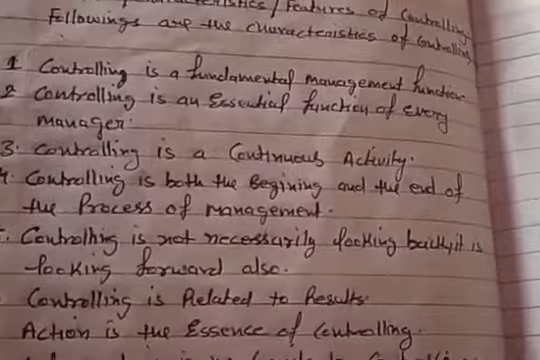 / Features of Controlling
Followings are the characteristics of Controlling
1 Controlling is a fundamental management function
2 Controlling is an Essential function of every
manager.
3. Controlling is a Continuous Activity.
4. Controlling is both the Begining and the end of
the Process of management.
. Controlling is not necessarily looking back, it is
looking forward also.
Controlling is Related to Results.
Action is the Essence of Controlling.